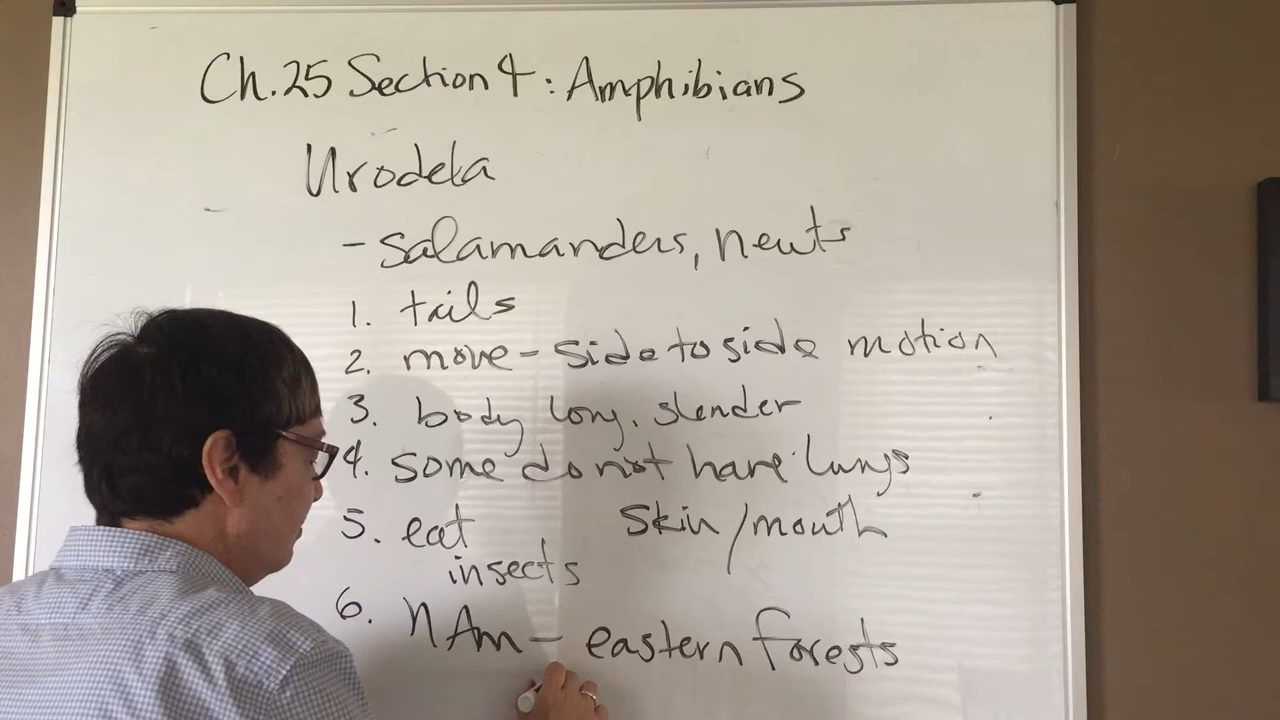 Ch.25 Section 4: Amphibians
Urodela
- Salamanders, newts
1. tails
2. move - side to side motion
3. body long, slender
4. some do not have lungs
skin/mouth
5. eat
insects
6. N Am - eastern forests